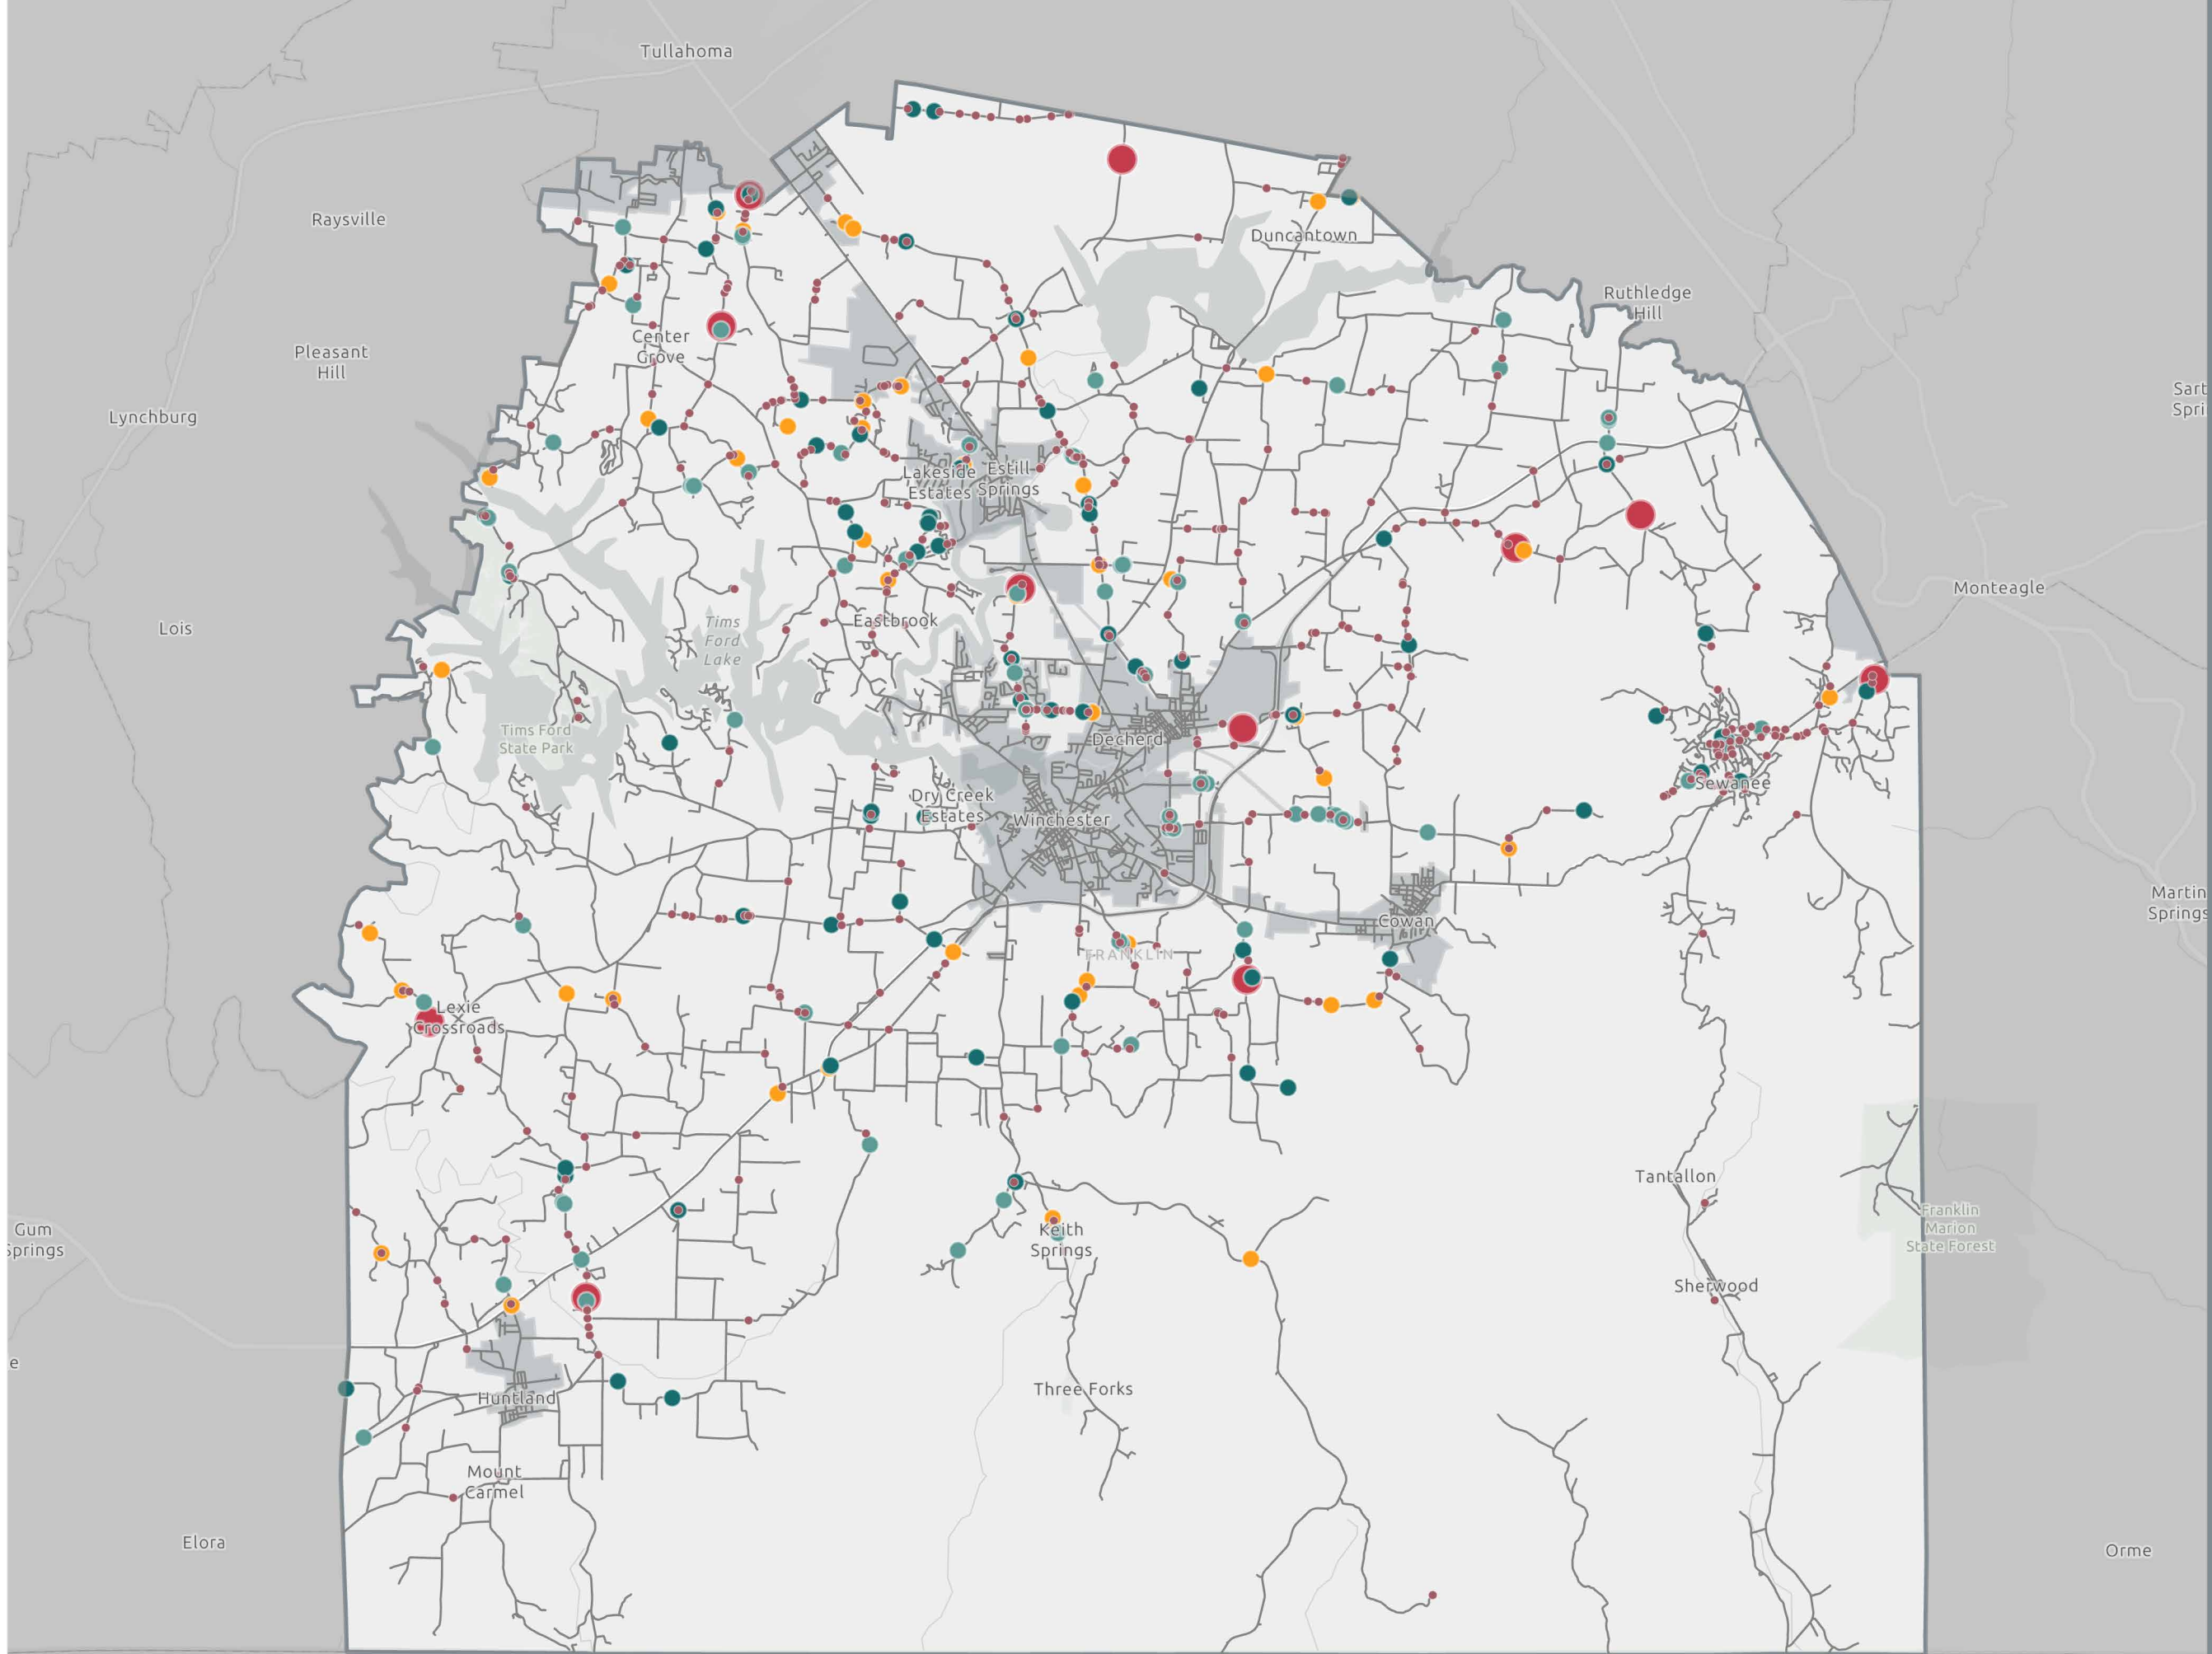 Tullahoma
Raysville
Duncantown
Ruthledge
Hill
Center
Grove
Pleasant
Hill
Lynchburg
Sart
Spri
Lakeside
Estates
Estill
Springs
Monteagle
Lois
Eastbrook
Tims
Ford
Lake
Tims Ford
State Park
Decherd
Sewanee
Dry Creek
Estates
Winchester
Martin
Springs
Cowan
FRANKLIN
Lexie
Crossroads
Tantallon
Franklin
Marion
State Forest
Gum
Springs
Keith
Springs
Sherwood
e
Three Forks
Huntland
Mount
Carmel
Elora
Orme